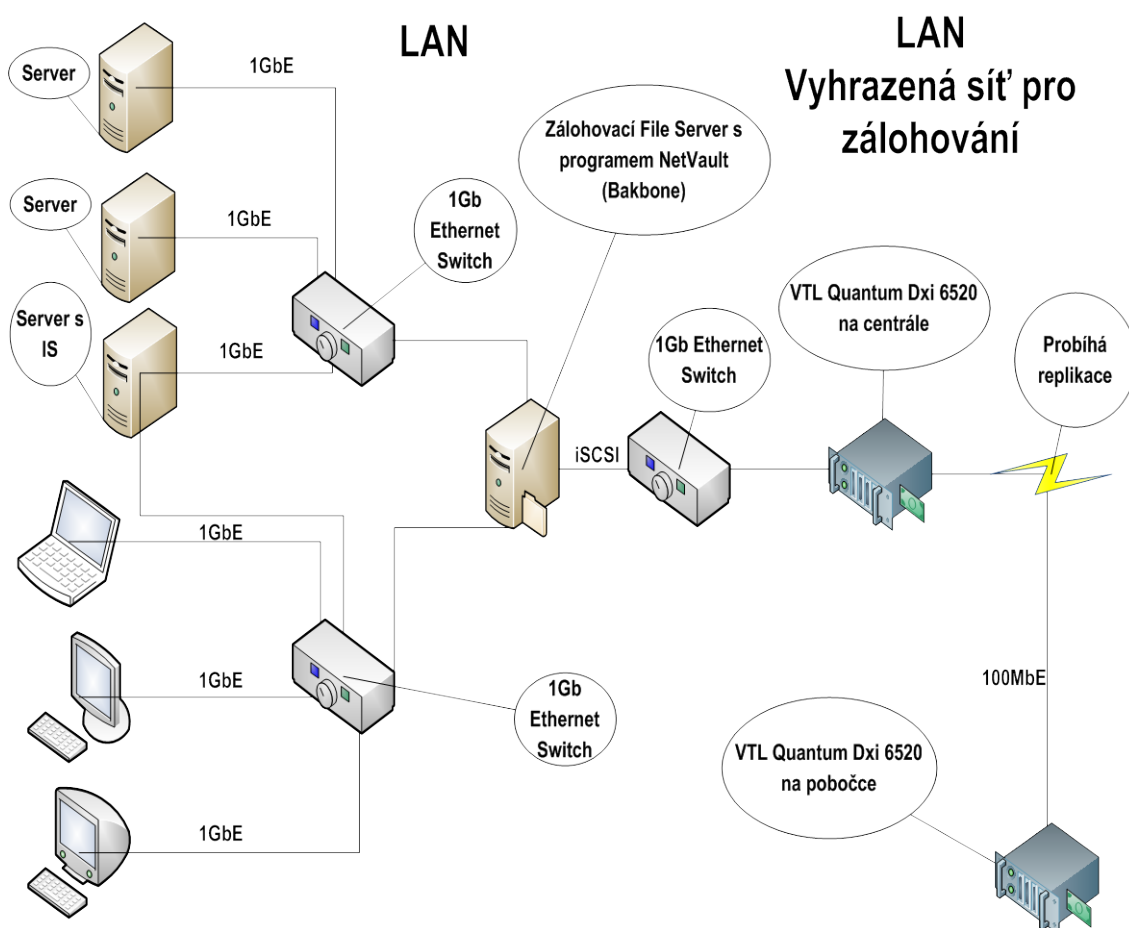 LAN
LAN
Vyhrazená síť pro
zálohování
Server
1GbE
Zálohovací File Server s
programem NetVault
(Bakbone)
Server
1GbE
1Gb
Ethernet
Switch
Server s
IS
1GbE
VTL Quantum Dxi 6520
na centrále
1Gb Ethernet
Switch
Probíhá
replikace
iSCSI
1GbE
1GbE
1Gb
Ethernet
Switch
100MbE
VTL Quantum Dxi 6520
na pobočce
1GbE